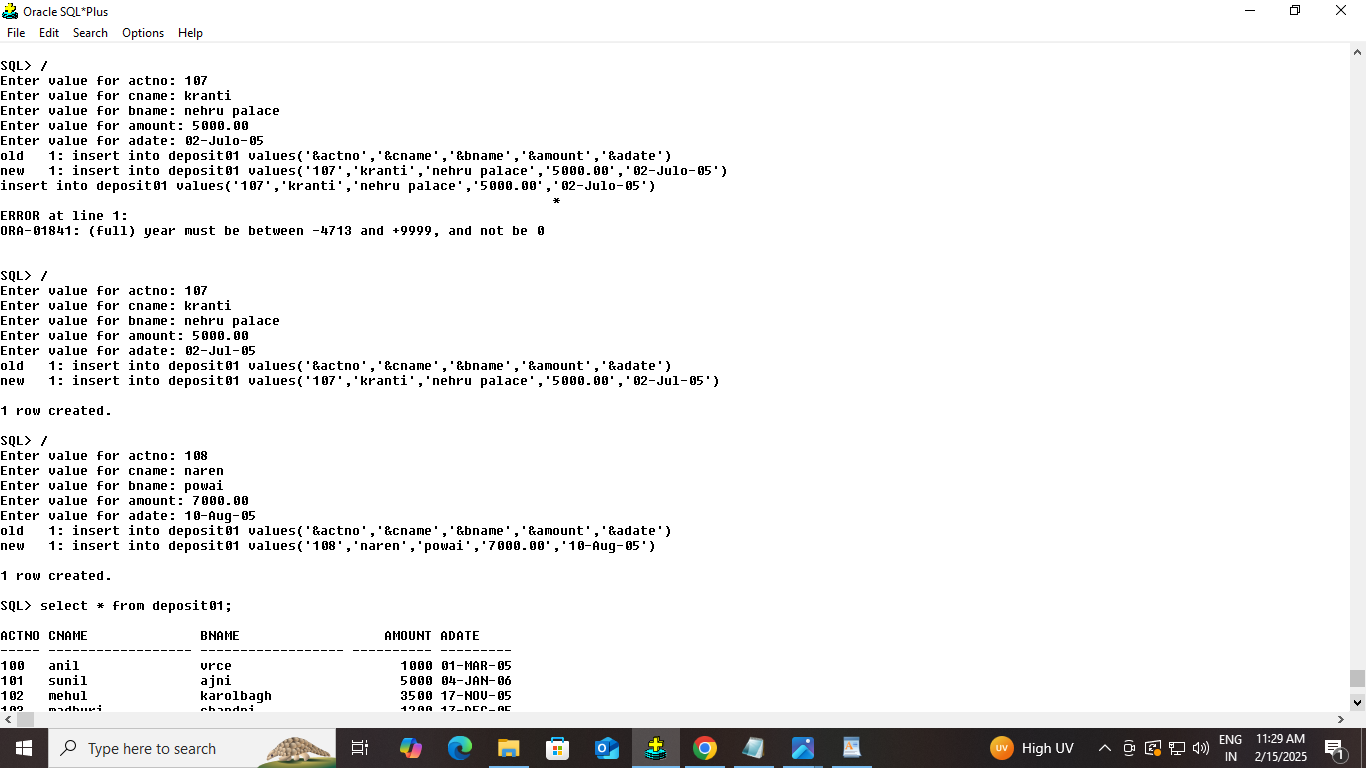 Oracle SQL*Plus
File Edit Search Options Help
SQL> /
Enter value for actno: 107
Enter value for cname: kranti
Enter value for bname: nehru palace
Enter value for amount: 5000.00
Enter value for adate: 02-Julo-05
old   1: insert into deposit01 values('&actno','&cname','&bname','&amount','&adate')
new   1: insert into deposit01 values('107','kranti','nehru palace','5000.00','02-Julo-05')
insert into deposit01 values('107','kranti','nehru palace','5000.00','02-Julo-05')
*
ERROR at line 1:
ORA-01841: (full) year must be between -4713 and +9999, and not be 0
SQL> /
Enter value for actno: 107
Enter value for cname: kranti
Enter value for bname: nehru palace
Enter value for amount: 5000.00
Enter value for adate: 02-Jul-05
old   1: insert into deposit01 values('&actno','&cname','&bname','&amount','&adate')
new   1: insert into deposit01 values('107','kranti','nehru palace','5000.00','02-Jul-05')
1 row created.
SQL> /
Enter value for actno: 108
Enter value for cname: naren
Enter value for bname: powai
Enter value for amount: 7000.00
Enter value for adate: 10-Aug-05
old   1: insert into deposit01 values('&actno','&cname','&bname','&amount','&adate')
new   1: insert into deposit01 values('108','naren','powai','7000.00','10-Aug-05')
1 row created.
SQL> select * from deposit01;
ACTNO CNAME              BNAME                  AMOUNT ADATE
----- ------------------ ------------------ ---------- ---------
100   anil               vrce                     1000 01-MAR-05
101   sunil              ajni                     5000 04-JAN-06
102   mehul              karolbagh                3500 17-NOV-05
103   madhuri            chandni                  1200 17-DEC-05
Type here to search
UV High UV
ENG
IN
11:29 AM
2/15/2025
1